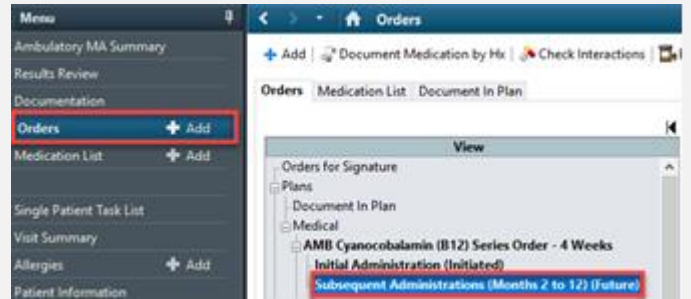 Menu
Ambulatory MA Summary
Results Review
Documentation
Orders + Add
Medication List + Add
Single Patient Task List
Visit Summary
Allergies + Add
Patient Information
Orders
+ Add | Document Medication by Hx | Check Interactions |
Orders Medication List Document In Plan
View
Orders for Signature
Plans
Document In Plan
Medical
AMB Cyanocobalamin (B12) Series Order - 4 Weeks
Initial Administration (Initiated)
Subsequent Administrations (Months 2 to 12) (Future)